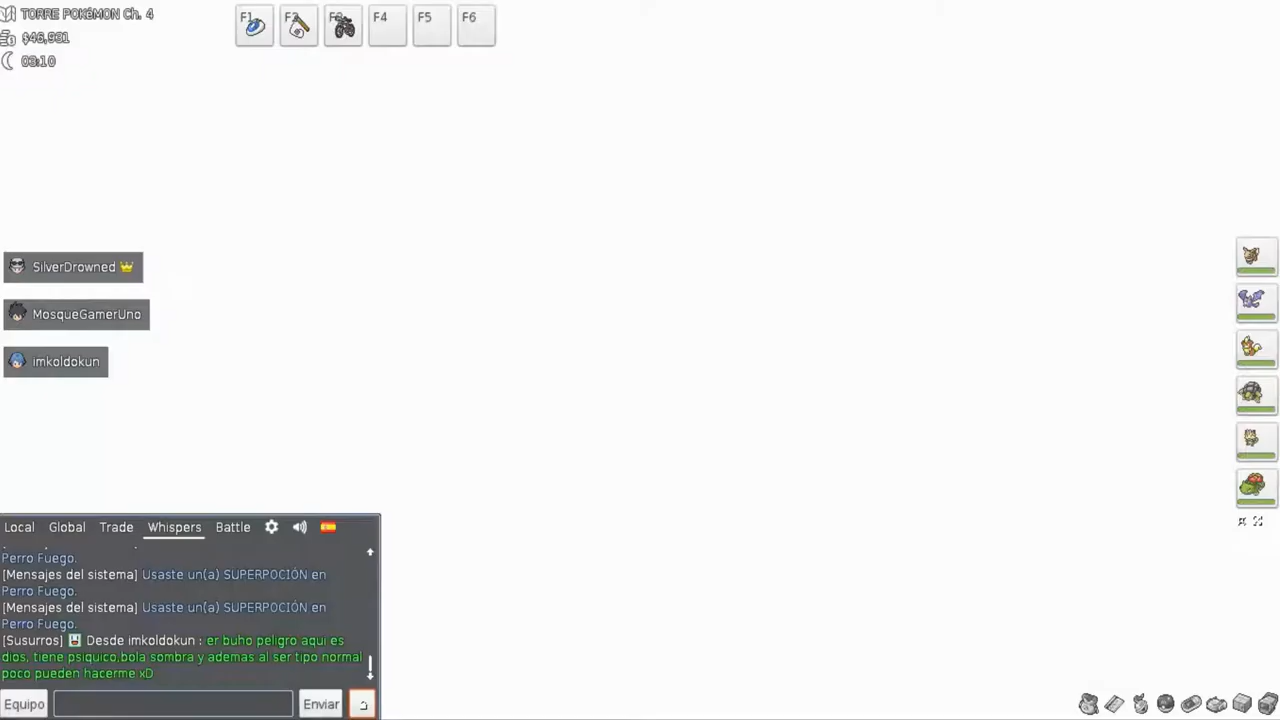 TORRE POKéMON Ch. 4
$46,931
03:10
F1 F2 F3 F4 F5 F6
SilverDrowned
MosqueGamerUno
imkoldokun
Local Global Trade Whispers Battle
Perro Fuego.
[Mensajes del sistema] Usaste un(a) SUPERPOCIÓN en
Perro Fuego.
[Mensajes del sistema] Usaste un(a) SUPERPOCIÓN en
Perro Fuego.
[Susurros] Desde imkoldokun : er buho peligro aqui es
dios, tiene psiquico,bola sombra y ademas al ser tipo normal
poco pueden hacerme xD
Equipo Enviar